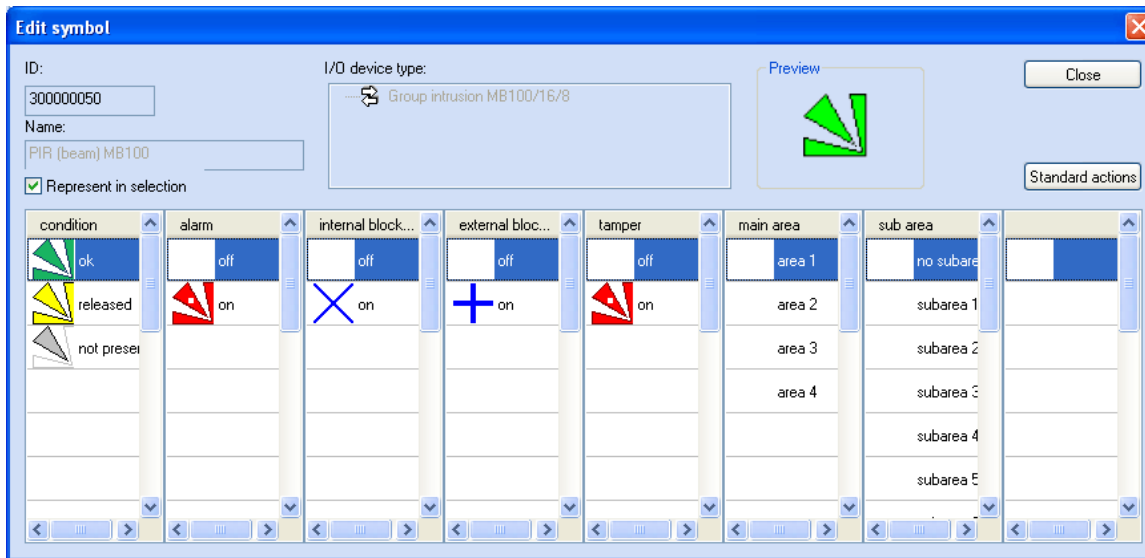 Edit symbol
ID:
I/O device type:
Preview
Close
300000050
Group intrusion MB100/16/8
Name:
PIR (beam) MB100
Represent in selection
Standard actions
condition alarm internal block... external bloc... tamper main area sub area
ok off off off off area 1 no subare
released on on on on area 2 subarea 1
not preser area 3 subarea 2
area 4 subarea 3
subarea 4
subarea 5